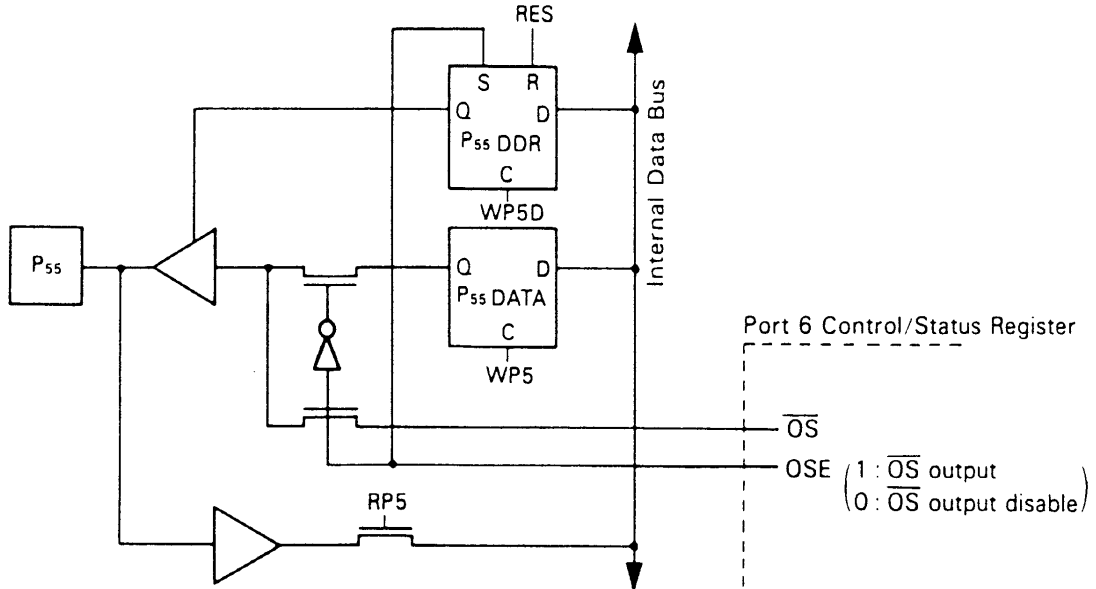 RES
S R
Q D
P55 DDR
C
WP5D
Internal Data Bus
P55
Q D
P55 DATA
C
WP5
Port 6 Control/Status Register
OS
OSE (1 : OS output
0 : OS output disable)
RP5